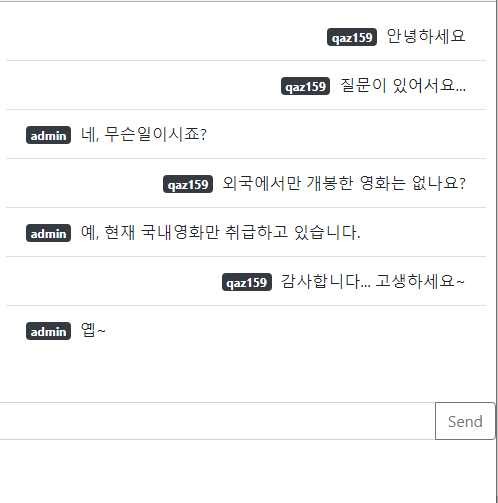 qaz159 안녕하세요
qaz159 질문이 있어서요...
admin 네, 무슨일이시죠?
qaz159 외국에서만 개봉한 영화는 없나요?
admin 예, 현재 국내영화만 취급하고 있습니다.
qaz159 감사합니다... 고생하세요~
admin 옙~
Send